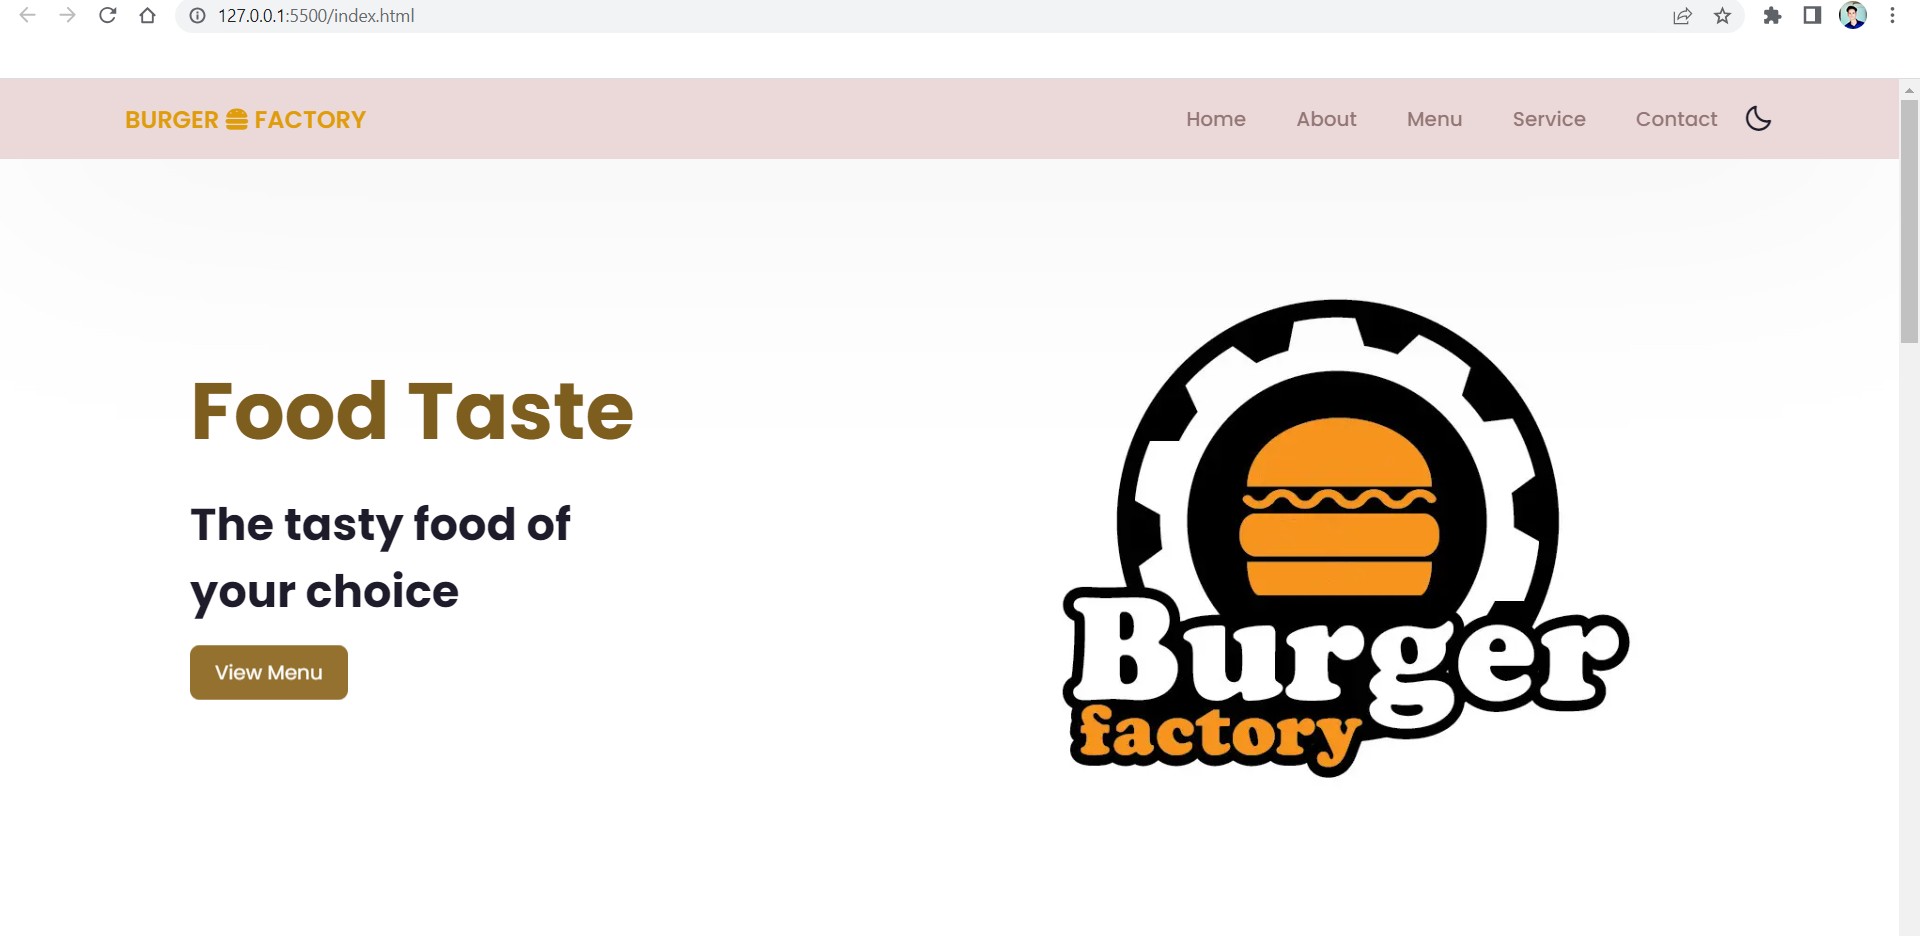 127.0.0.1:5500/index.html
BURGER FACTORY
Home About Menu Service Contact
Food Taste
The tasty food of
your choice
View Menu
Burger
factory